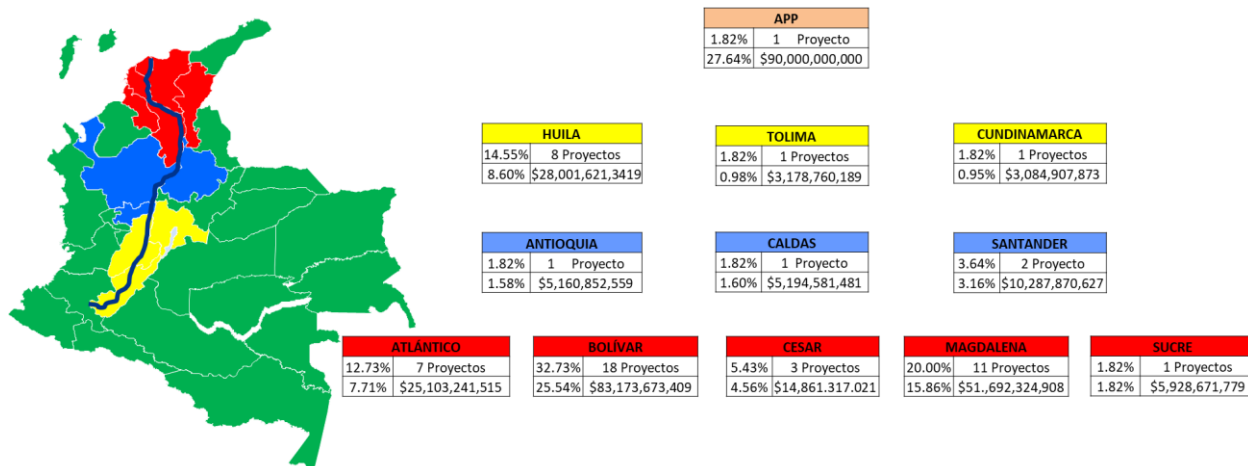 APP
1.82% 1 Proyecto
27.64% $90,000,000,000
HUILA
14.55% 8 Proyectos
8.60% $28,001,621,3419
TOLIMA
1.82% 1 Proyectos
0.98% $3,178,760,189
CUNDINAMARCA
1.82% 1 Proyectos
0.95% $3,084,907,873
ANTIOQUIA
1.82% 1 Proyecto
1.58% $5,160,852,559
CALDAS
1.82% 1 Proyecto
1.60% $5,194,581,481
SANTANDER
3.64% 2 Proyecto
3.16% $10,287,870,627
ATLÁNTICO
12.73% 7 Proyectos
7.71% $25,103,241,515
BOLÍVAR
32.73% 18 Proyectos
25.54% $83,173,673,409
CESAR
5.43% 3 Proyectos
4.56% $14,861.317.021
MAGDALENA
20.00% 11 Proyectos
15.86% $51.,692,324,908
SUCRE
1.82% 1 Proyectos
1.82% $5,928,671,779